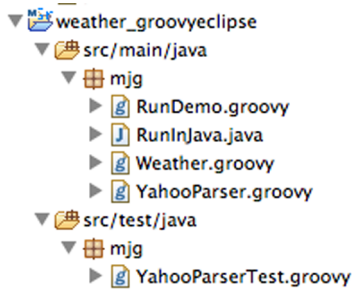 weather_groovyeclipse
src/main/java
mjg
RunDemo.groovy
RunInJava.java
Weather.groovy
YahooParser.groovy
src/test/java
mjg
YahooParserTest.groovy